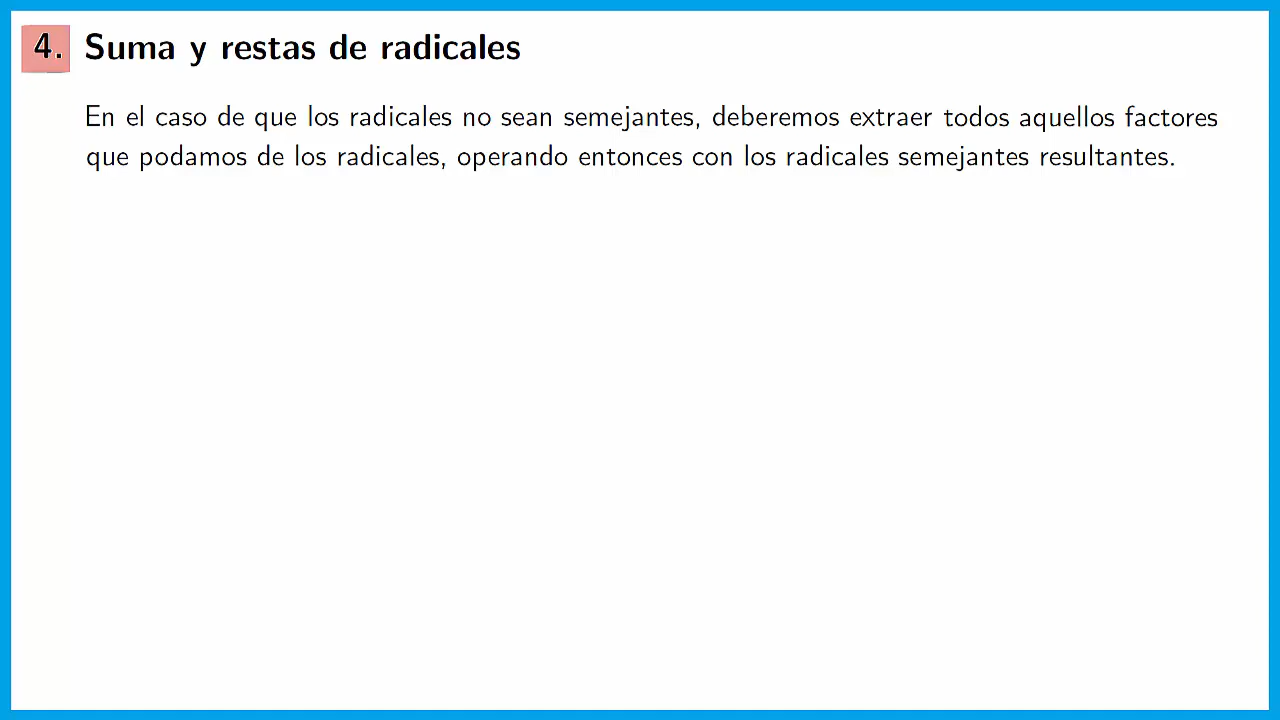 4. Suma y restas de radicales
En el caso de que los radicales no sean semejantes, deberemos extraer todos aquellos factores
que podamos de los radicales, operando entonces con los radicales semejantes resultantes.